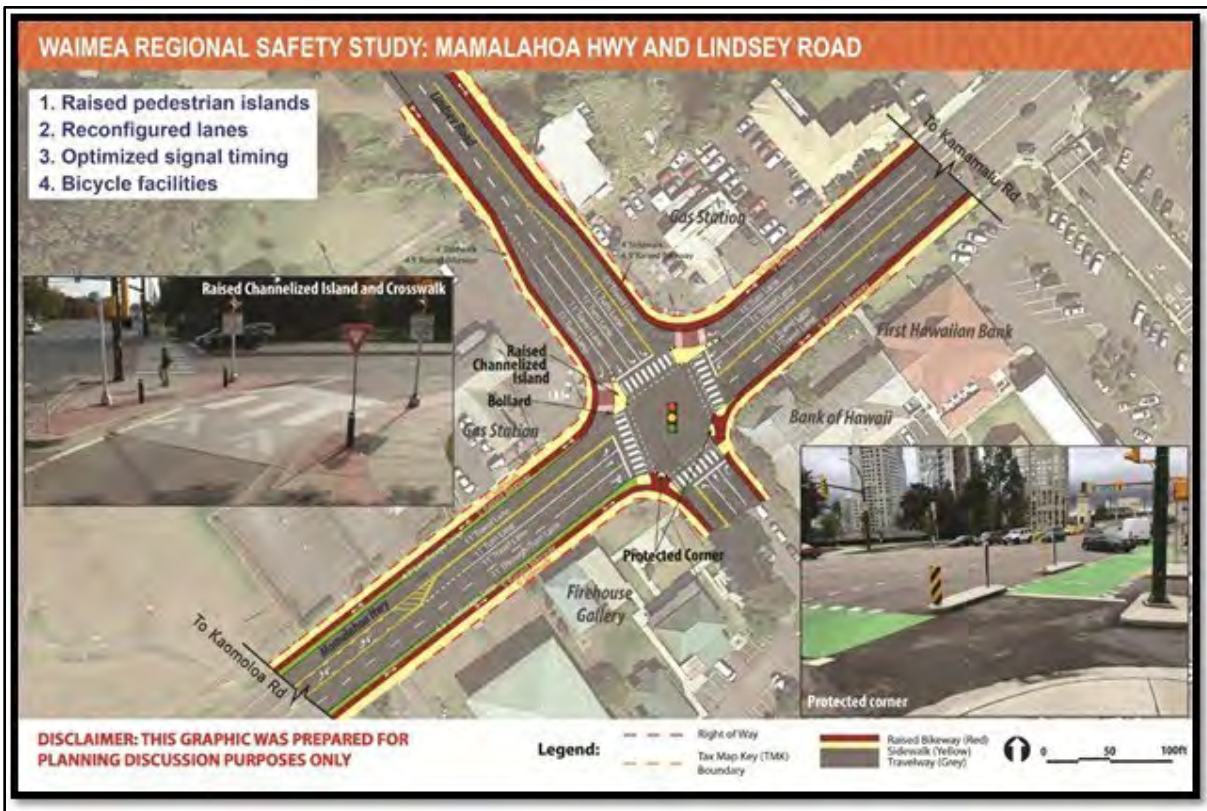 WAIMEA REGIONAL SAFETY STUDY: MAMALAHOA HWY AND LINDSEY ROAD
1. Raised pedestrian islands
2. Reconfigured lanes
3. Optimized signal timing
4. Bicycle facilities
Lindsey Road
To Kamamalu Rd
Gas Station
Raised Channelized Island and Crosswalk
First Hawaiian Bank
Raised
Channelized
Island
Bollard
Gas Station
Bank of Hawaii
Protected Corner
Firehouse
Gallery
Mamalahoa Hwy
To Kaomoloa Rd
Protected corner
DISCLAIMER: THIS GRAPHIC WAS PREPARED FOR
PLANNING DISCUSSION PURPOSES ONLY
Legend:
Right of Way
Tax Map Key (TMK)
Boundary
Raised Bikeway (Red)
Sidewalk (Yellow)
Travelway (Grey)
0 50 100ft